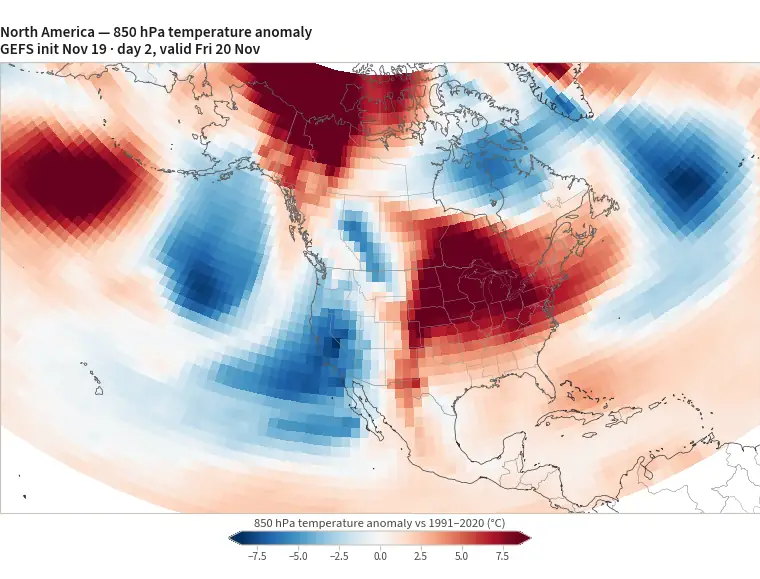 North America — 850 hPa temperature anomaly
GEFS init Nov 19 · day 2, valid Fri 20 Nov
850 hPa temperature anomaly vs 1991–2020 (°C)
−7.5 −5.0 −2.5 0.0 2.5 5.0 7.5